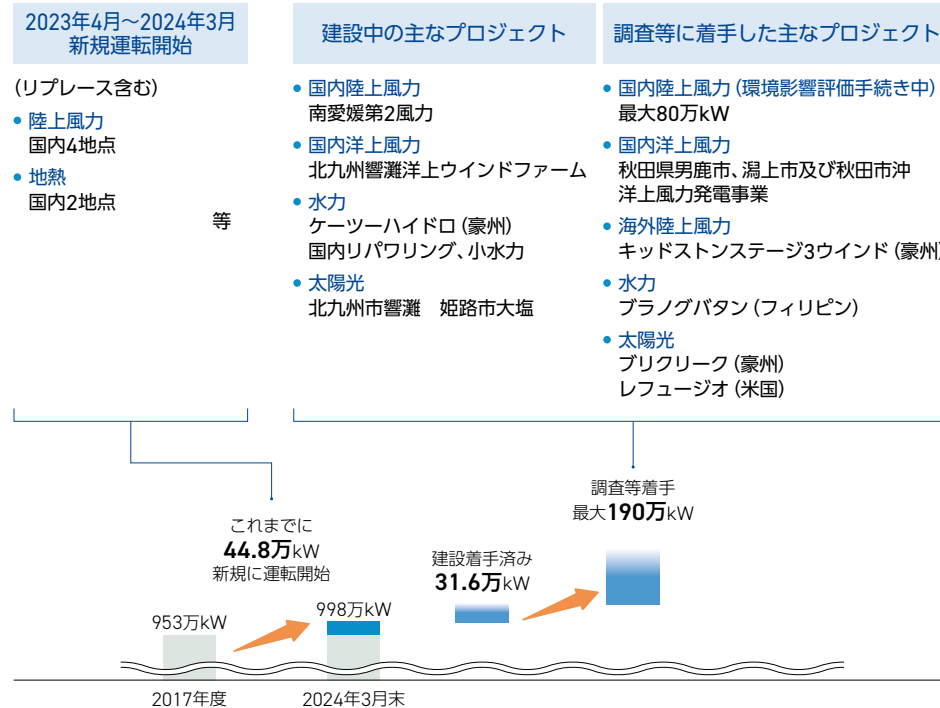 2023年4月～2024年3月
新規運転開始
(リプレース含む)
• 陸上風力
国内4地点
• 地熱
国内2地点
等
建設中の主なプロジェクト
• 国内陸上風力
南愛媛第2風力
• 国内洋上風力
北九州響灘洋上ウインドファーム
• 水力
ケーツーハイドロ (豪州)
国内リパワリング、小水力
• 太陽光
北九州市響灘　姫路市大塩
調査等に着手した主なプロジェクト
• 国内陸上風力 (環境影響評価手続き中)
最大80万kW
• 国内洋上風力
秋田県男鹿市、潟上市及び秋田市沖
洋上風力発電事業
• 海外陸上風力
キッドストンステージ3ウインド (豪州)
• 水力
ブラノグバタン (フィリピン)
• 太陽光
ブリクリーク (豪州)
レフュージオ (米国)
これまでに
44.8万kW
新規に運転開始
建設着手済み
31.6万kW
調査等着手
最大190万kW
953万kW
998万kW
2017年度
2024年3月末